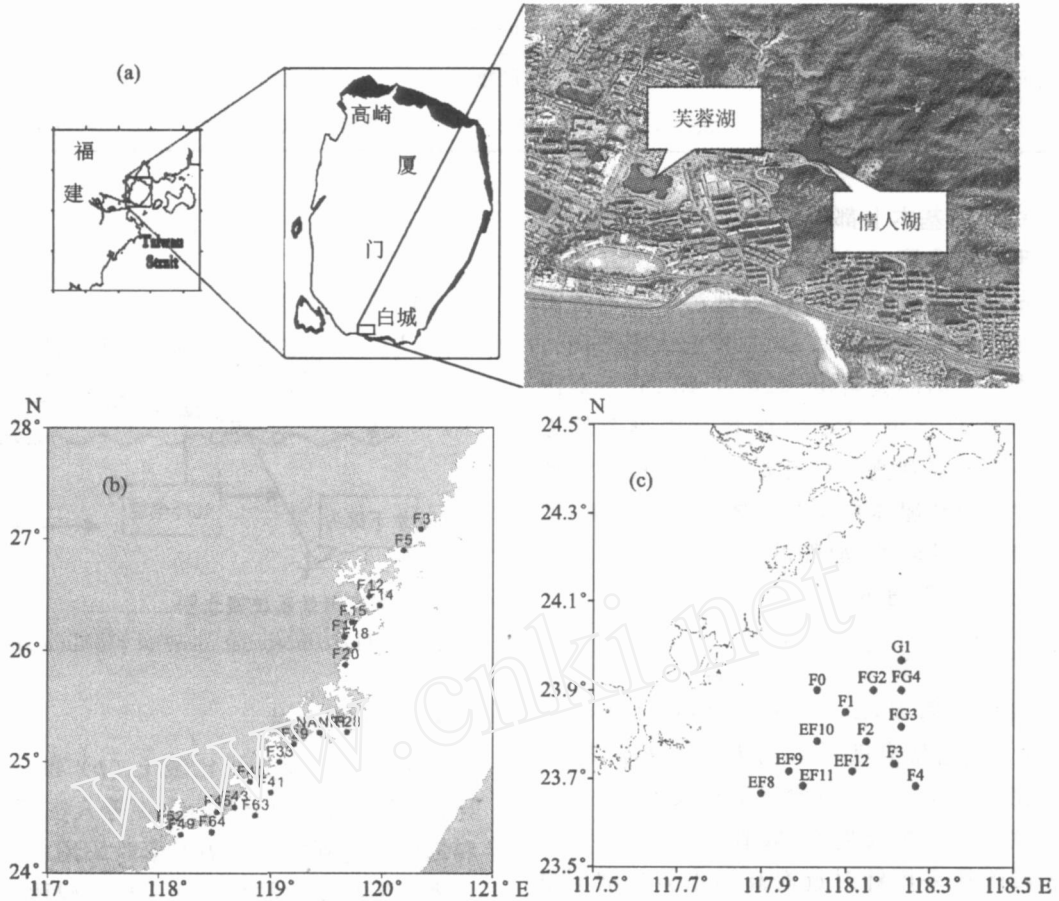 (a)
福
建
Taiwan
Strait
高崎
厦
门
白城
芙蓉湖
情人湖
N
28°
27°
26°
25°
24°
117°
118°
119°
120°
121° E
(b)
F3
F5
F12
F14
F15
F18
F20
F33
F41
F43
F63
F64
F49
N
24.5°
24.3°
24.1°
23.9°
23.7°
23.5°
117.5°
117.7°
117.9°
118.1°
118.3°
118.5° E
(c)
G1
F0
FG2
FG4
F1
FG3
EF10
F2
EF9
EF12
F3
EF8
EF11
F4
www.cnki.net